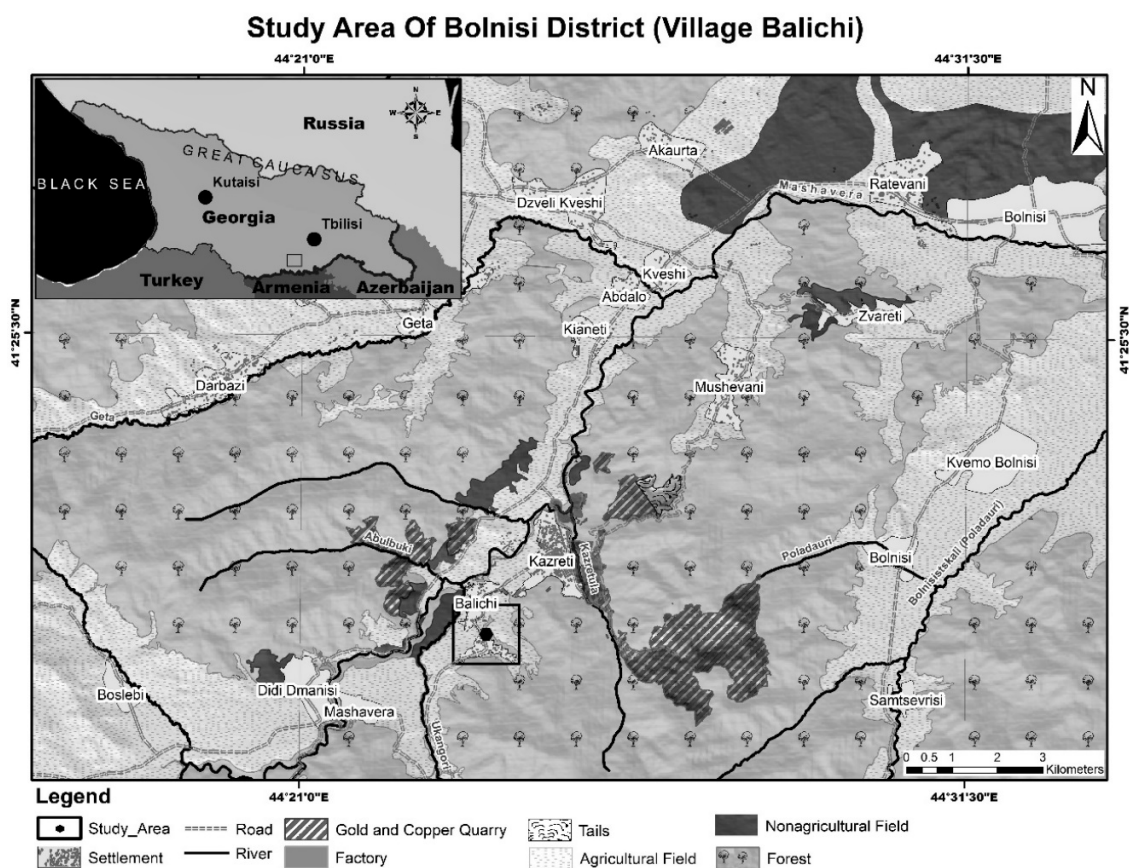 Study Area Of Bolnisi District (Village Balichi)
44°21'0"E 44°31'30"E
N
N
W E
S
Russia
GREAT CAUCASUS
BLACK SEA
Kutaisi
Georgia
Tbilisi
Turkey Armenia Azerbaijan
Akaurta
Ratevani
Mashavera
Dzveli Kveshi
Bolnisi
Kveshi
Abdalo
Geta
Kianeti
Zvareti
41°25'30"N
41°25'30"N
Darbazi
Mushevani
Geta
Kvemo Bolnisi
Abulbuki
Kazreti
Kazretula
Poladauri
Bolnisi
Bolnisistskali (Poladauri)
Balichi
Didi Dmanisi
Boslebi
Mashavera
Ukangori
Samtsevrisi
0 0.5 1 2 3
Kilometers
44°21'0"E 44°31'30"E
Legend
Study_Area Road Gold and Copper Quarry Tails Nonagricultural Field
Settlement River Factory Agricultural Field Forest